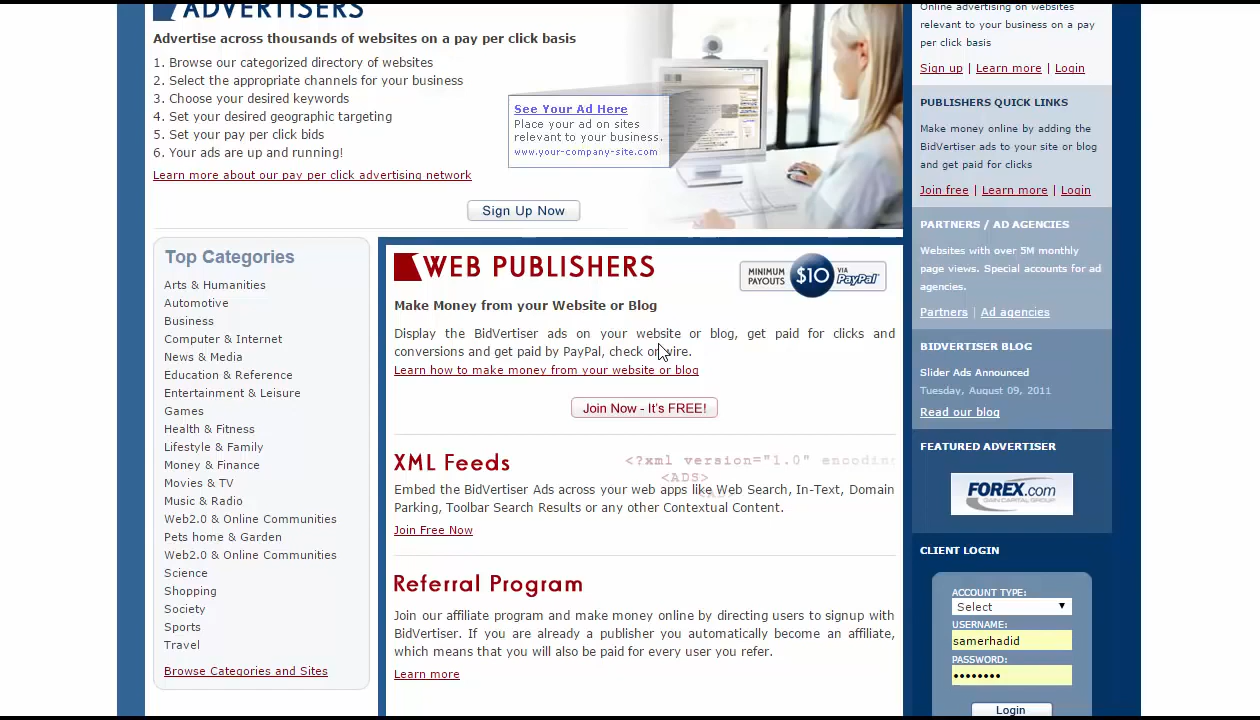 ADVERTISERS
Advertise across thousands of websites on a pay per click basis
1. Browse our categorized directory of websites
2. Select the appropriate channels for your business
3. Choose your desired keywords
4. Set your desired geographic targeting
5. Set your pay per click bids
6. Your ads are up and running!
Learn more about our pay per click advertising network
See Your Ad Here
Place your ad on sites
relevant to your business.
www.your-company-site.com
Sign Up Now
Top Categories
Arts & Humanities
Automotive
Business
Computer & Internet
News & Media
Education & Reference
Entertainment & Leisure
Games
Health & Fitness
Lifestyle & Family
Money & Finance
Movies & TV
Music & Radio
Web2.0 & Online Communities
Pets home & Garden
Web2.0 & Online Communities
Science
Shopping
Society
Sports
Travel
Browse Categories and Sites
WEB PUBLISHERS
MINIMUM
PAYOUTS
$10
VIA
PayPal
Make Money from your Website or Blog
Display the BidVertiser ads on your website or blog, get paid for clicks and
conversions and get paid by PayPal, check or wire.
Learn how to make money from your website or blog
Join Now - It's FREE!
XML Feeds
<?xml version="1.0" encoding
<ADS>
<AD>
Embed the BidVertiser Ads across your web apps like Web Search, In-Text, Domain
Parking, Toolbar Search Results or any other Contextual Content.
Join Free Now
Referral Program
Join our affiliate program and make money online by directing users to signup with
BidVertiser. If you are already a publisher you automatically become an affiliate,
which means that you will also be paid for every user you refer.
Learn more
Online advertising on websites
relevant to your business on a pay
per click basis
Sign up | Learn more | Login
PUBLISHERS QUICK LINKS
Make money online by adding the
BidVertiser ads to your site or blog
and get paid for clicks
Join free | Learn more | Login
PARTNERS / AD AGENCIES
Websites with over 5M monthly
page views. Special accounts for ad
agencies.
Partners | Ad agencies
BIDVERTISER BLOG
Slider Ads Announced
Tuesday, August 09, 2011
Read our blog
FEATURED ADVERTISER
FOREX.com
GAIN CAPITAL GROUP
CLIENT LOGIN
ACCOUNT TYPE:
Select
USERNAME:
samerhadid
PASSWORD:
••••••••
Login